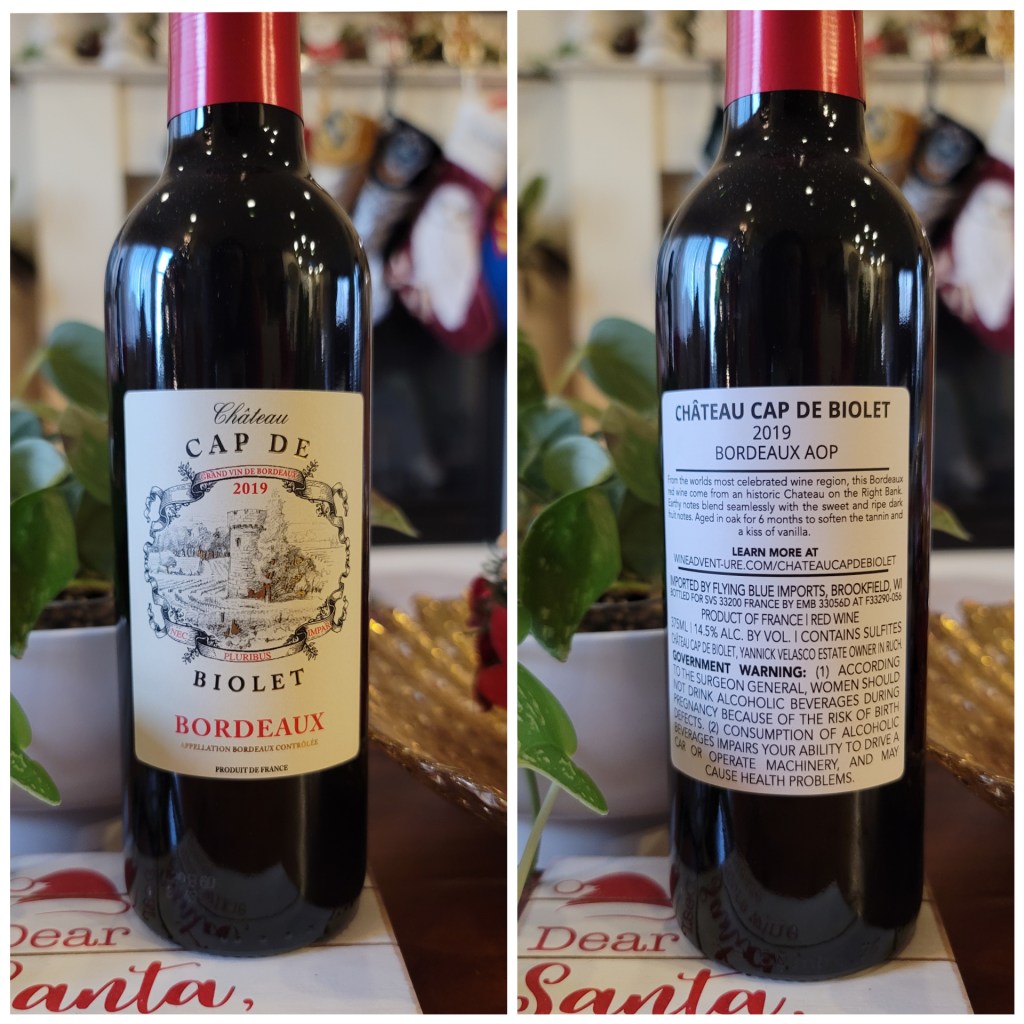 Château
CAP DE
GRAND VIN DE BORDEAUX
2019
NEC
PLURIBUS
IMPAR
BIOLET
BORDEAUX
APPELLATION BORDEAUX CONTRÔLÉE
PRODUIT DE FRANCE
Dear
Santa,
CHÂTEAU CAP DE BIOLET
2019
BORDEAUX AOP
From the worlds most celebrated wine region, this Bordeaux
red wine come from an historic Chateau on the Right Bank.
Earthy notes blend seamlessly with the sweet and ripe dark
fruit notes. Aged in oak for 6 months to soften the tannin and
a kiss of vanilla.
LEARN MORE AT
WINEADVENT-URE.COM/CHATEAUCAPDEBIOLET
IMPORTED BY FLYING BLUE IMPORTS, BROOKFIELD, WI
BOTTLED FOR SVS 33200 FRANCE BY EMB 33056D AT F33290-056
PRODUCT OF FRANCE | RED WINE
375ML | 14.5% ALC. BY VOL. | CONTAINS SULFITES
CHÂTEAU CAP DE BIOLET, YANNICK VELASCO ESTATE OWNER IN RUCH.
GOVERNMENT WARNING: (1) ACCORDING
TO THE SURGEON GENERAL, WOMEN SHOULD
NOT DRINK ALCOHOLIC BEVERAGES DURING
PREGNANCY BECAUSE OF THE RISK OF BIRTH
DEFECTS. (2) CONSUMPTION OF ALCOHOLIC
BEVERAGES IMPAIRS YOUR ABILITY TO DRIVE A
CAR OR OPERATE MACHINERY, AND MAY
CAUSE HEALTH PROBLEMS.
Dear
Santa,